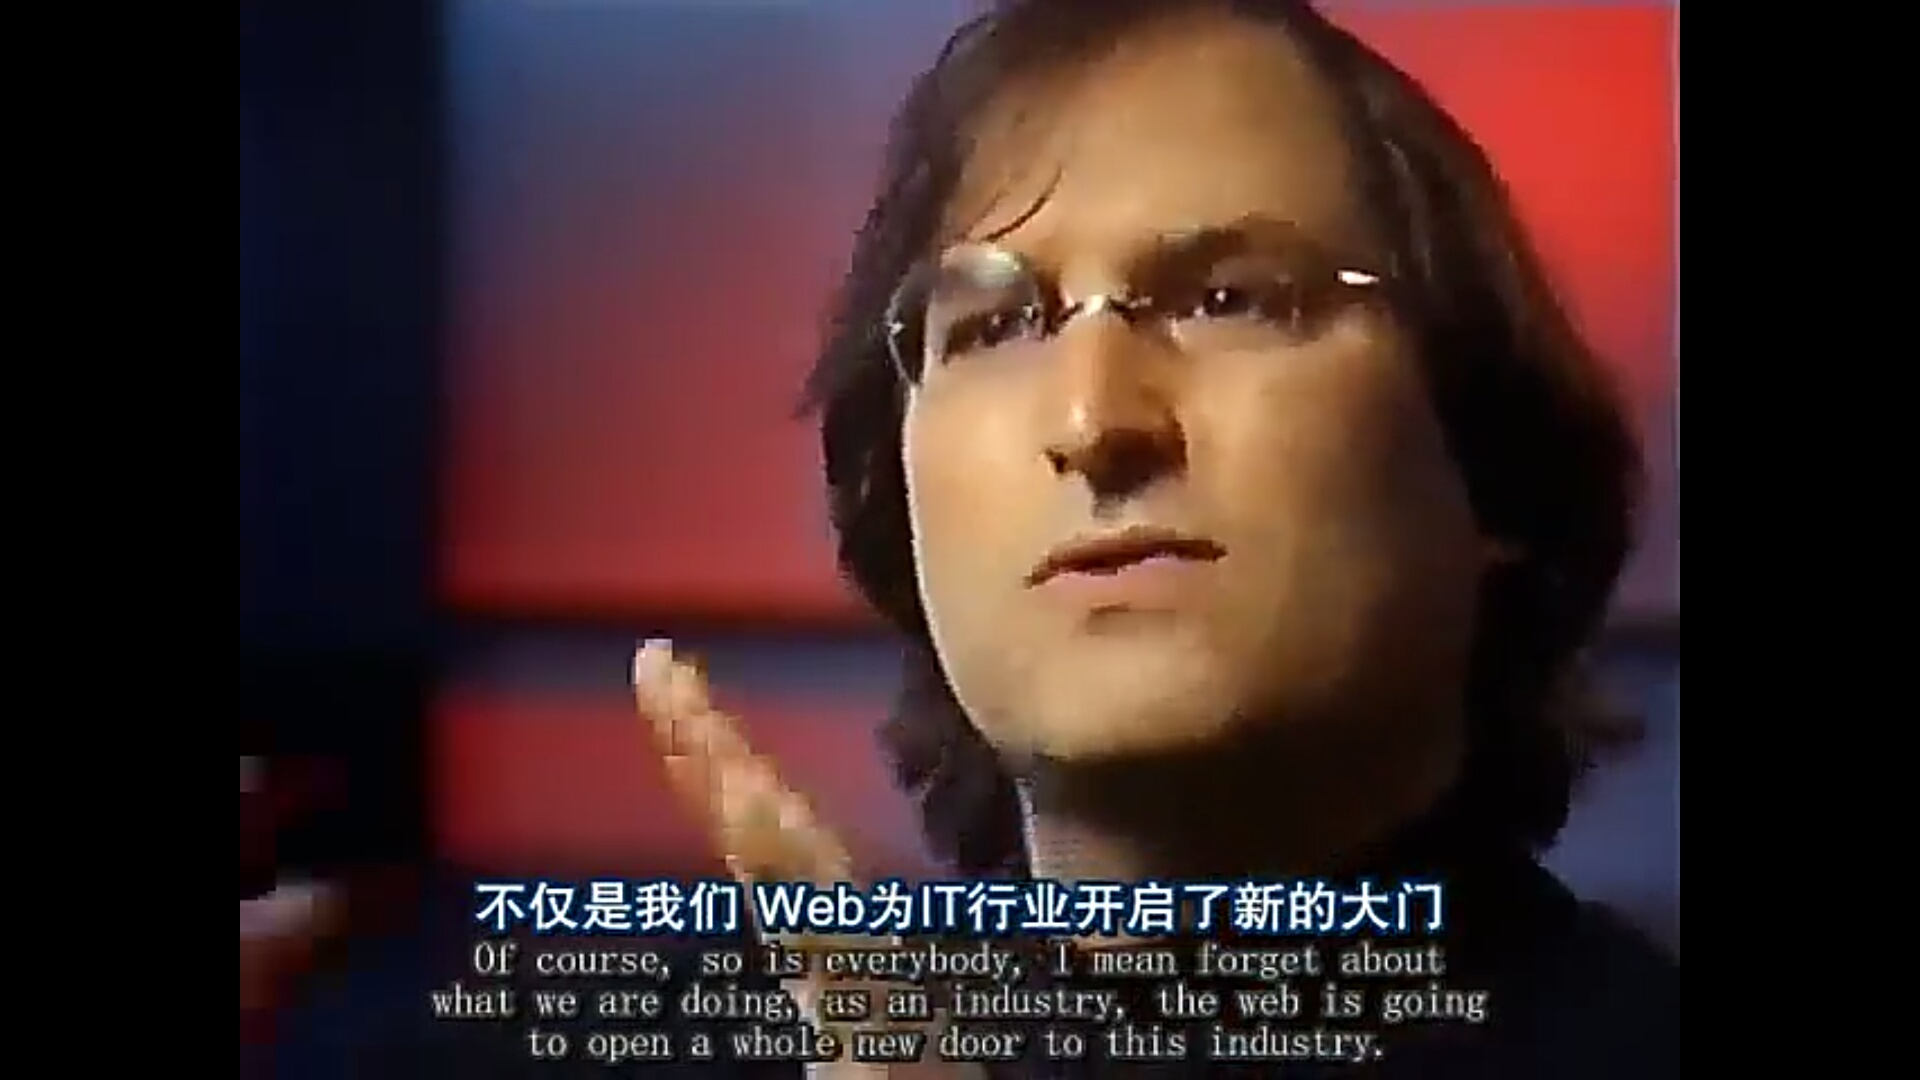 不仅是我们 Web为IT行业开启了新的大门
Of course, so is everybody, I mean forget about
what we are doing, as an industry, the web is going
to open a whole new door to this industry.